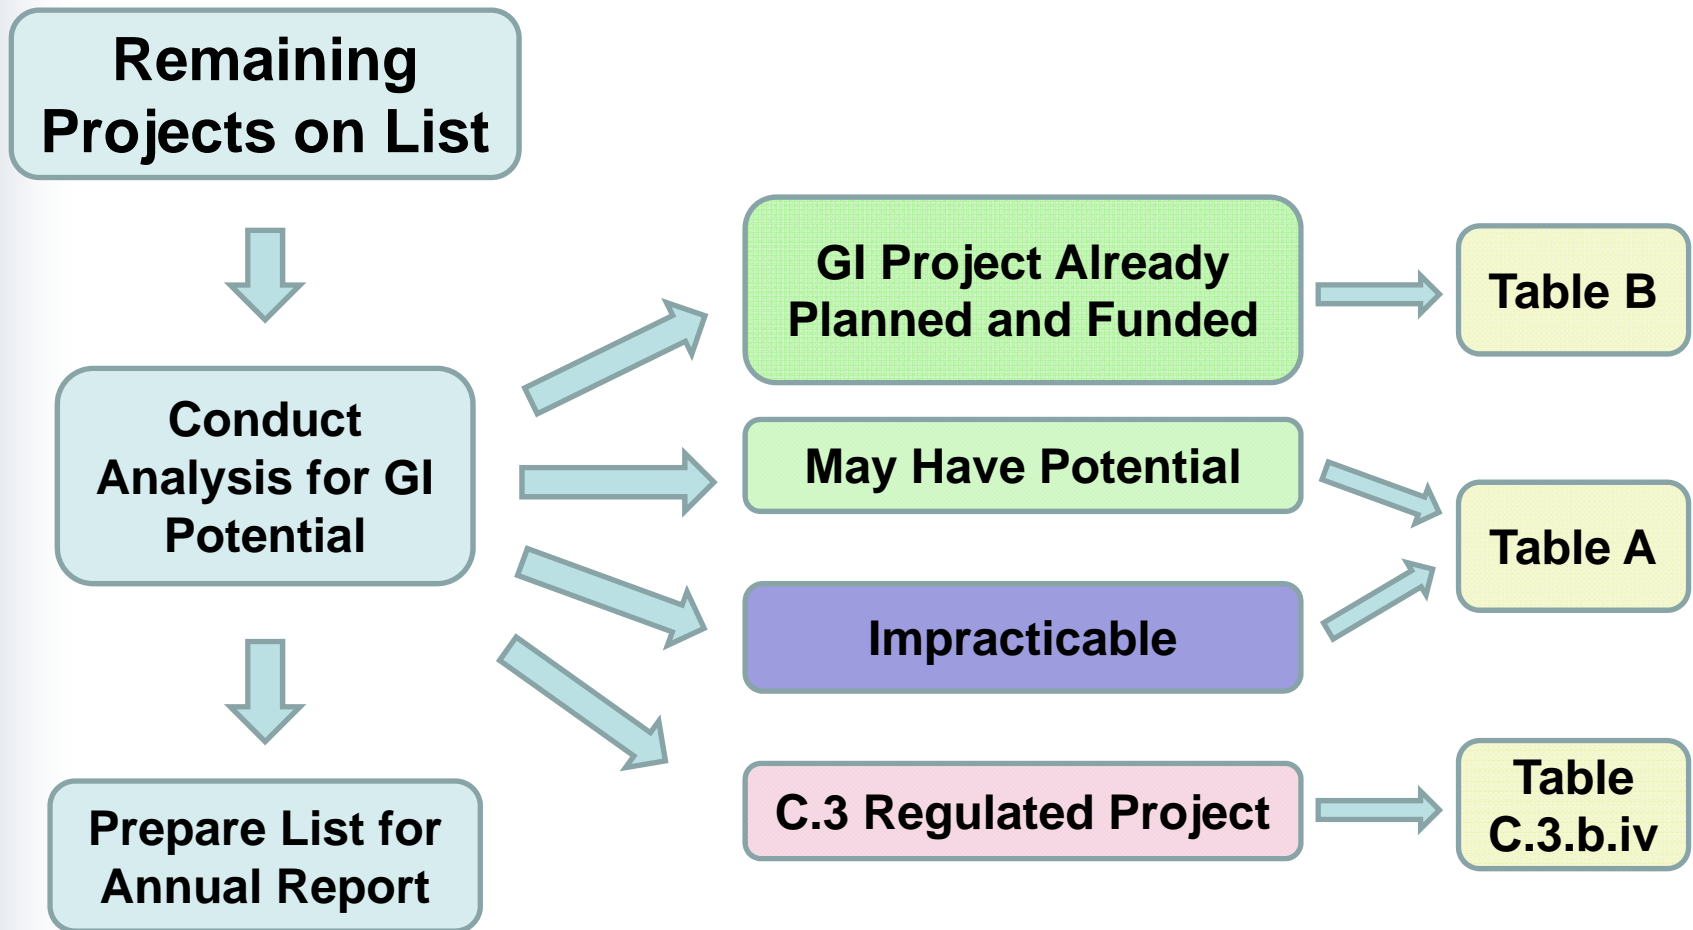 Remaining
Projects on List
Conduct
Analysis for GI
Potential
Prepare List for
Annual Report
GI Project Already
Planned and Funded
May Have Potential
Impracticable
C.3 Regulated Project
Table B
Table A
Table
C.3.b.iv